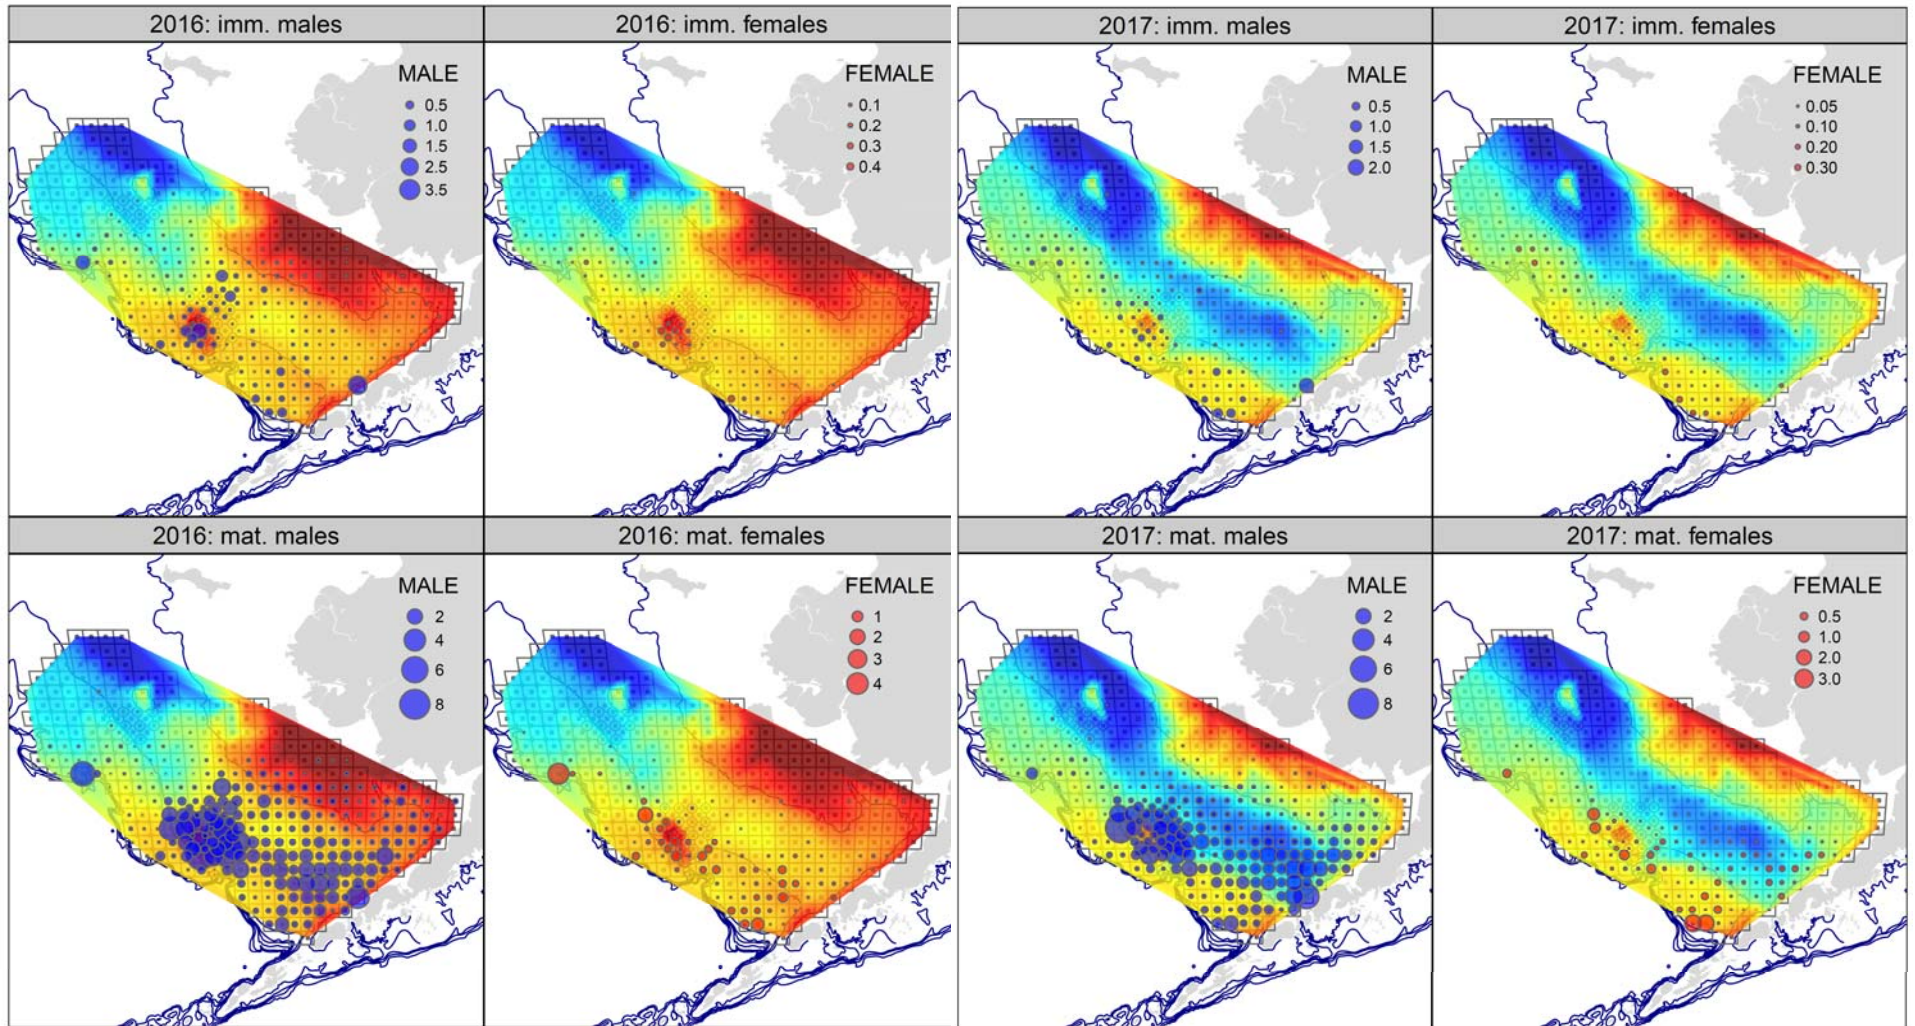 2016: imm. males
MALE
0.5
1.0
1.5
2.5
3.5
2016: imm. females
FEMALE
0.1
0.2
0.3
0.4
2017: imm. males
MALE
0.5
1.0
1.5
2.0
2017: imm. females
FEMALE
0.05
0.10
0.20
0.30
2016: mat. males
MALE
2
4
6
8
2016: mat. females
FEMALE
1
2
3
4
2017: mat. males
MALE
2
4
6
8
2017: mat. females
FEMALE
0.5
1.0
2.0
3.0